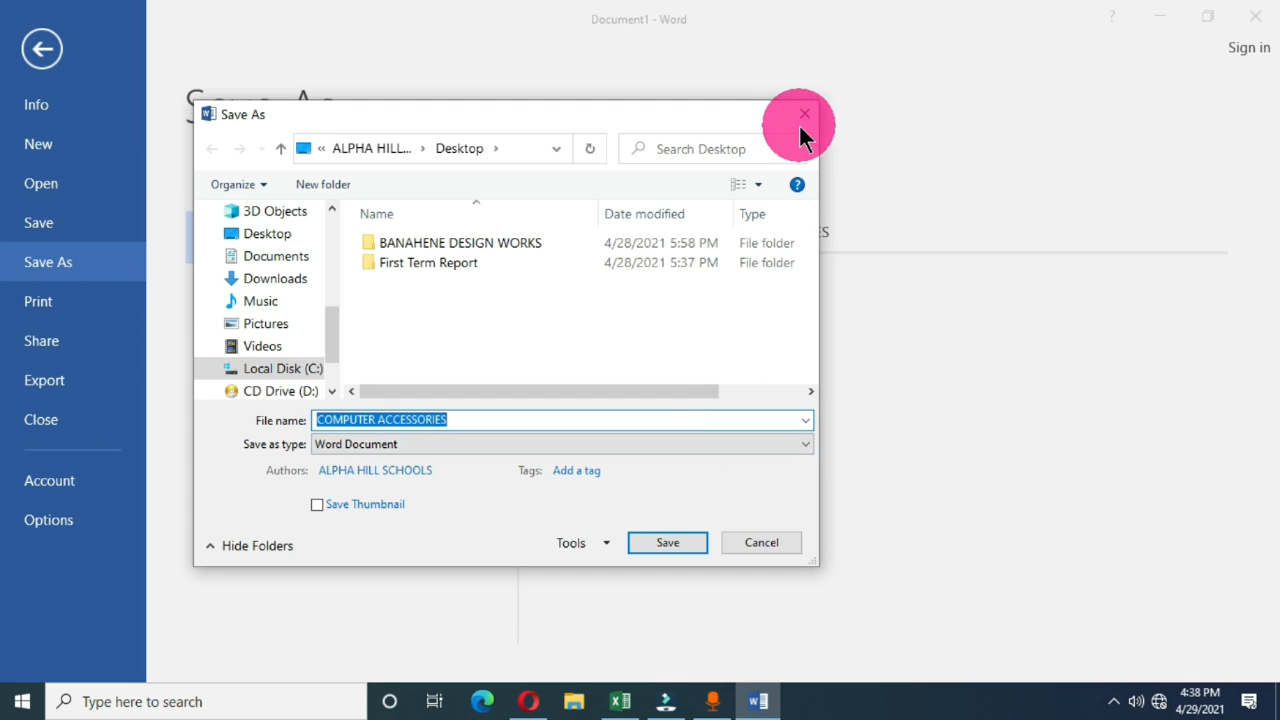 Document1 - Word
?
Sign in
Info
New
Open
Save
Save As
Print
Share
Export
Close
Account
Options
Save As
« ALPHA HILL... › Desktop ›
Search Desktop
Organize
New folder
?
3D Objects
Desktop
Documents
Downloads
Music
Pictures
Videos
Local Disk (C:)
CD Drive (D:)
Name Date modified Type
BANAHENE DESIGN WORKS 4/28/2021 5:58 PM File folder
First Term Report 4/28/2021 5:37 PM File folder
File name: COMPUTER ACCESSORIES
Save as type: Word Document
Authors: ALPHA HILL SCHOOLS Tags: Add a tag
Save Thumbnail
Hide Folders
Tools
Save
Cancel
Type here to search
4:38 PM
4/29/2021